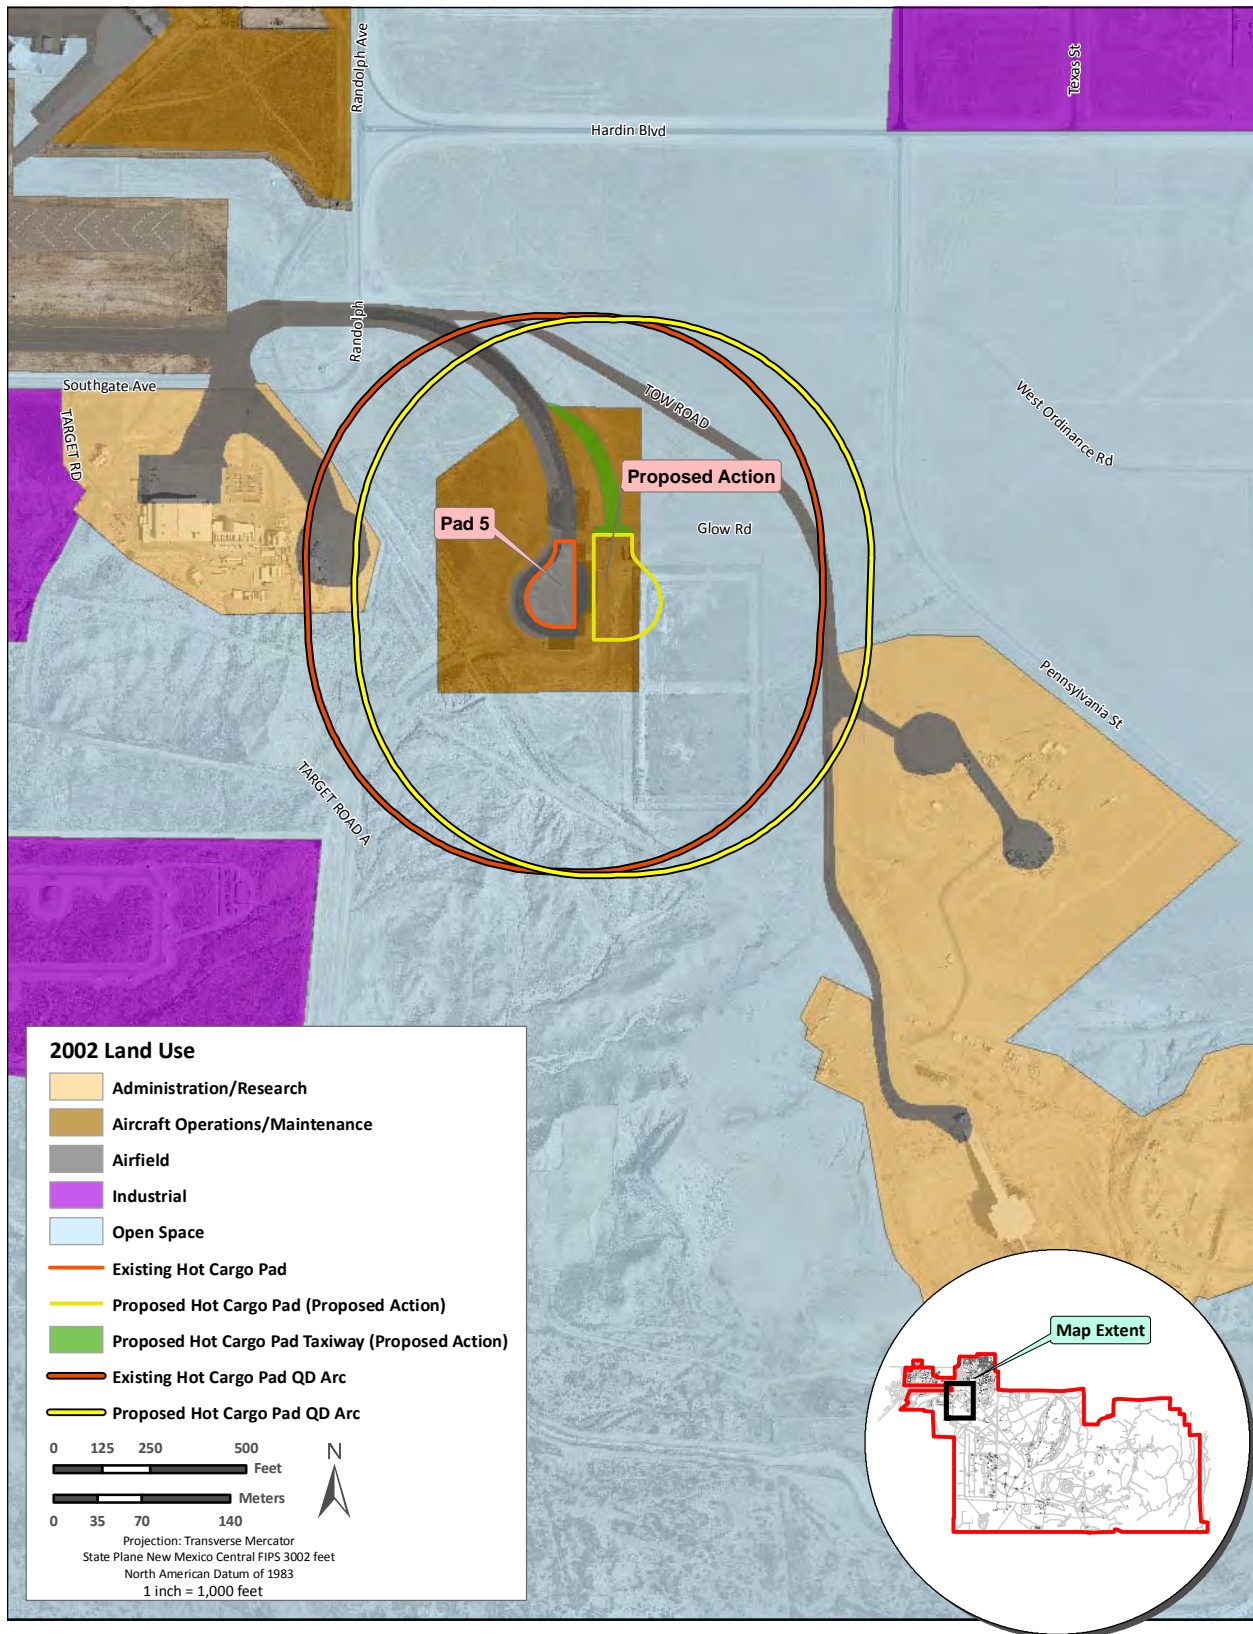 Randolph Ave
Texas St
Hardin Blvd
Randolph
Southgate Ave
TARGET RD
TOW ROAD
West Ordinance Rd
Proposed Action
Pad 5
Glow Rd
Pennsylvania St
TARGET ROAD A
2002 Land Use
Administration/Research
Aircraft Operations/Maintenance
Airfield
Industrial
Open Space
Existing Hot Cargo Pad
Proposed Hot Cargo Pad (Proposed Action)
Proposed Hot Cargo Pad Taxiway (Proposed Action)
Existing Hot Cargo Pad QD Arc
Proposed Hot Cargo Pad QD Arc
0 125 250 500
Feet
Meters
0 35 70 140
N
Projection: Transverse Mercator
State Plane New Mexico Central FIPS 3002 feet
North American Datum of 1983
1 inch = 1,000 feet
Map Extent